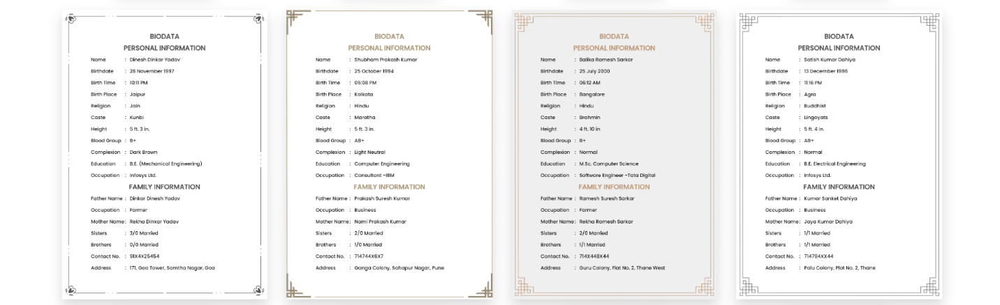 BIODATA
PERSONAL INFORMATION
Name : Dinesh Dinkar Yadav
Birthdate : 28 November 1997
Birth Time : 10:11 PM
Birth Place : Jaipur
Religion : Jain
Caste : Kunbi
Height : 5 ft. 3 in.
Blood Group : B+
Complexion : Dark Brown
Education : B.E. (Mechanical Engineering)
Occupation : Infosys Ltd.
FAMILY INFORMATION
Father Name : Dinkar Dinesh Yadav
Occupation : Farmer
Mother Name : Rekha Dinkar Yadav
Sisters : 3/0 Married
Brothers : 0/0 Married
Contact No. : 91X4X25454
Address : 171, Goa Tower, Samtha Nagar, Goa
BIODATA
PERSONAL INFORMATION
Name : Shubham Prakash Kumar
Birthdate : 25 October 1994
Birth Time : 05:08 PM
Birth Place : Kolkata
Religion : Hindu
Caste : Maratha
Height : 5 ft. 3 in.
Blood Group : AB+
Complexion : Light Neutral
Education : Computer Engineering
Occupation : Consultant -IBM
FAMILY INFORMATION
Father Name : Prakash Suresh Kumar
Occupation : Business
Mother Name : Nami Prakash Kumar
Sisters : 2/0 Married
Brothers : 1/0 Married
Contact No. : 714744X6X7
Address : Ganga Colony, Sahapur Nagar, Pune
BIODATA
PERSONAL INFORMATION
Name : Balika Ramesh Sarkar
Birthdate : 25 July 2000
Birth Time : 06:12 AM
Birth Place : Bangalore
Religion : Hindu
Caste : Brahmin
Height : 4 ft. 10 in
Blood Group : B+
Complexion : Normal
Education : M.Sc. Computer Science
Occupation : Software Engineer -Tata Digital
FAMILY INFORMATION
Father Name : Ramesh Suresh Sarkar
Occupation : Farmer
Mother Name : Rekha Ramesh Sarkar
Sisters : 2/0 Married
Brothers : 1/1 Married
Contact No. : 714X448X44
Address : Guru Colony, Flat No. 2, Thane West
BIODATA
PERSONAL INFORMATION
Name : Satish Kumar Dahiya
Birthdate : 13 December 1996
Birth Time : 11:16 PM
Birth Place : Agra
Religion : Buddhist
Caste : Lingayats
Height : 5 ft. 4 in.
Blood Group : AB+
Complexion : Normal
Education : B.E. Electrical Engineering
Occupation : Infosys Ltd.
FAMILY INFORMATION
Father Name : Kumar Sanket Dahiya
Occupation : Business
Mother Name : Jaya Kumar Dahiya
Sisters : 1/1 Married
Brothers : 1/1 Married
Contact No. : 714794XX44
Address : Palu Colony, Plot No. 2, Thane